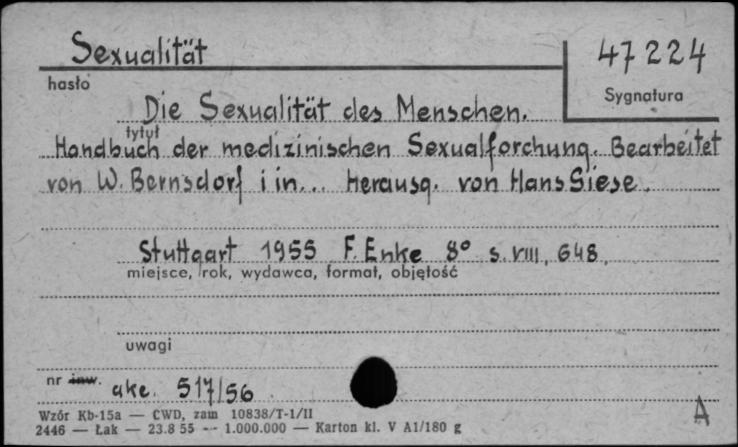 Sexualität
47224
hasło
Sygnatura
Die Sexualität des Menschen.
tytuł
Handbuch der medizinischen Sexualforchung. Bearbeitet
von W. Bernsdorf i in... Herausg. von Hans Giese.
Stuttgart 1955 F. Enke 8° s. VIII, 648.
miejsce, rok, wydawca, format, objętość
uwagi
nr inw. akc. 517/56
A
Wzór Kb-15a — CWD, zam 10838/T-1/II
2446 — Łak — 23.8 55 — 1.000.000 — Karton kl. V A1/180 g